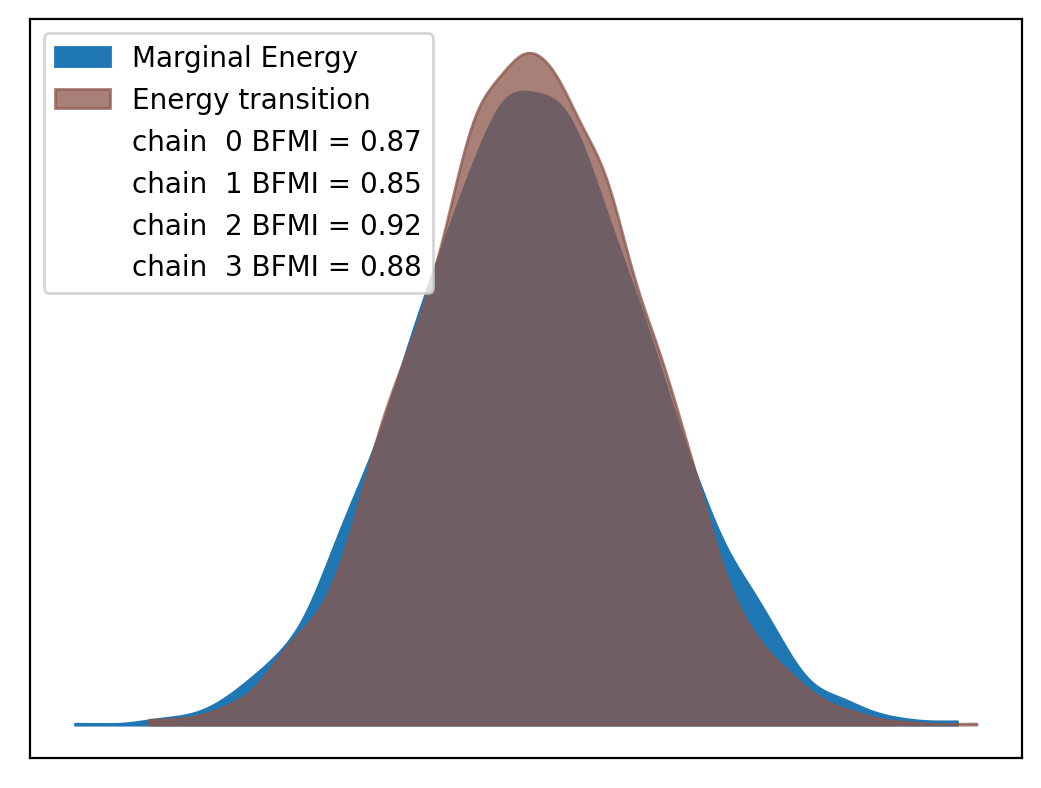 Marginal Energy
Energy transition
chain  0 BFMI = 0.87
chain  1 BFMI = 0.85
chain  2 BFMI = 0.92
chain  3 BFMI = 0.88